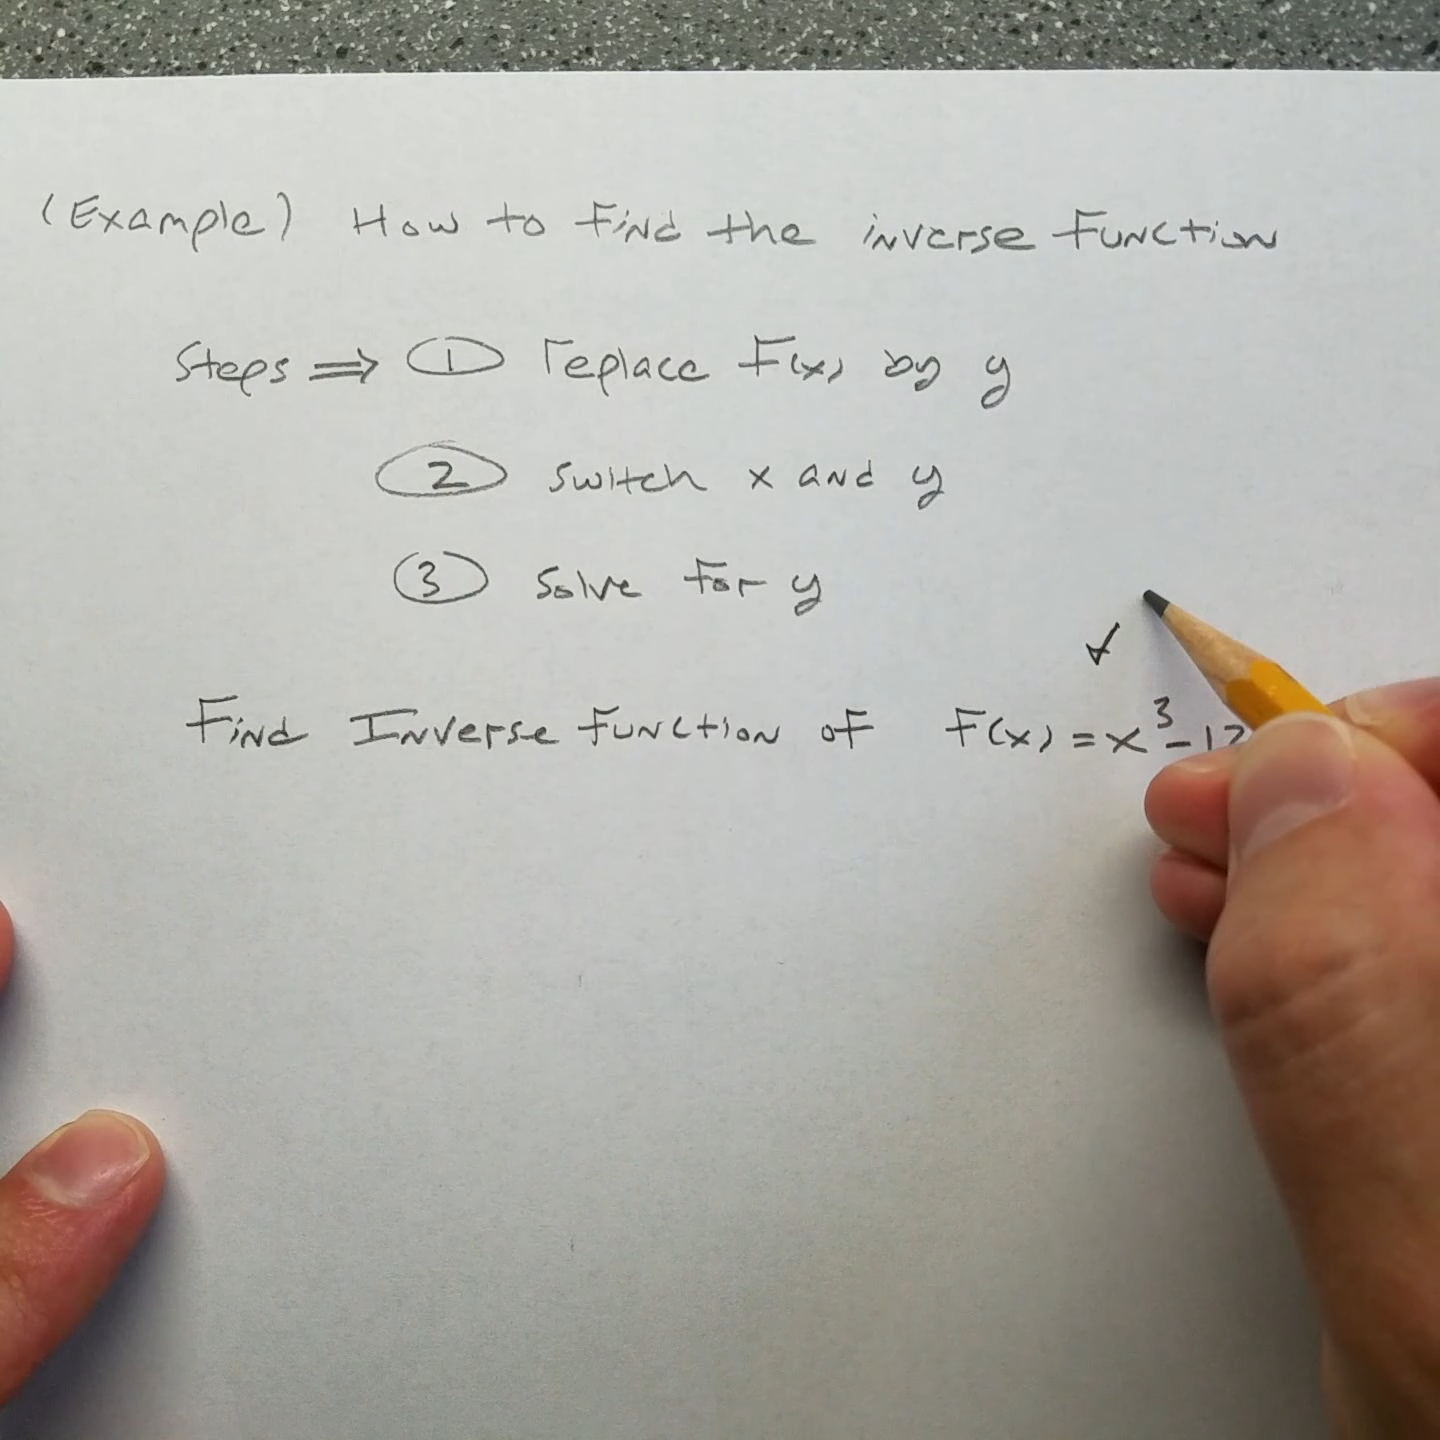 (Example) How to find the inverse function
Steps ⇒ ① replace F(x) by y
② switch x and y
③ solve for y
✓
Find Inverse function of F(x) = x³ - 12